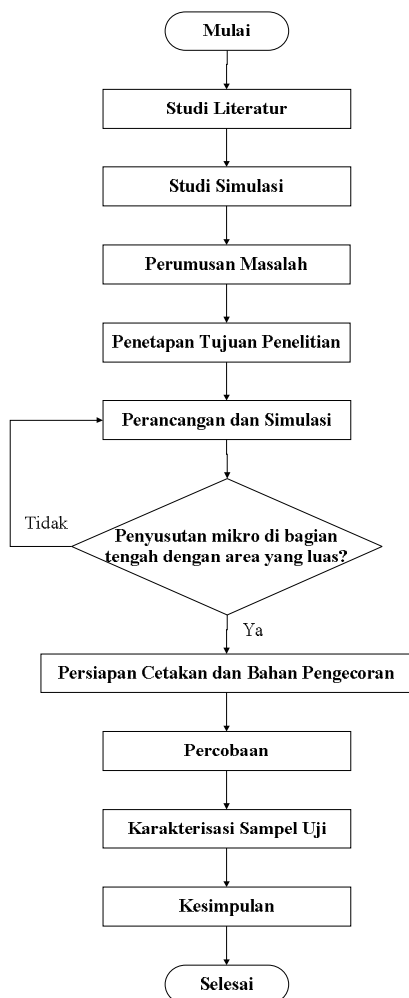 Mulai
Studi Literatur
Studi Simulasi
Perumusan Masalah
Penetapan Tujuan Penelitian
Perancangan dan Simulasi
Tidak
Penyusutan mikro di bagian
tengah dengan area yang luas?
Ya
Persiapan Cetakan dan Bahan Pengecoran
Percobaan
Karakterisasi Sampel Uji
Kesimpulan
Selesai